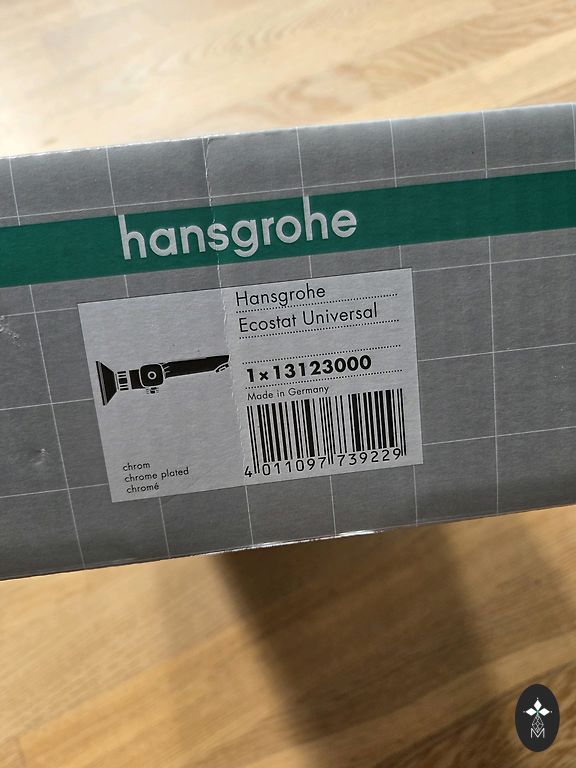 hansgrohe
Hansgrohe
Ecostat Universal
1×13123000
Made in Germany
4 011097 739229
chrom
chrome plated
chromé
M